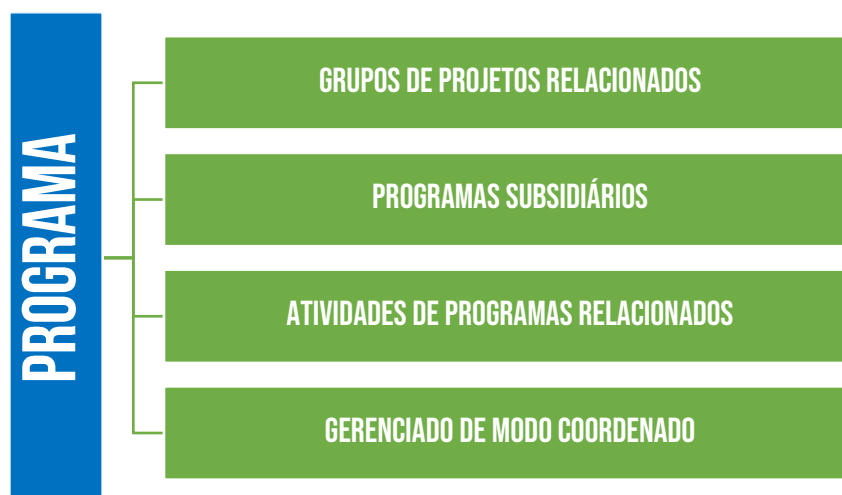 PROGRAMA
GRUPOS DE PROJETOS RELACIONADOS
PROGRAMAS SUBSIDIÁRIOS
ATIVIDADES DE PROGRAMAS RELACIONADOS
GERENCIADO DE MODO COORDENADO